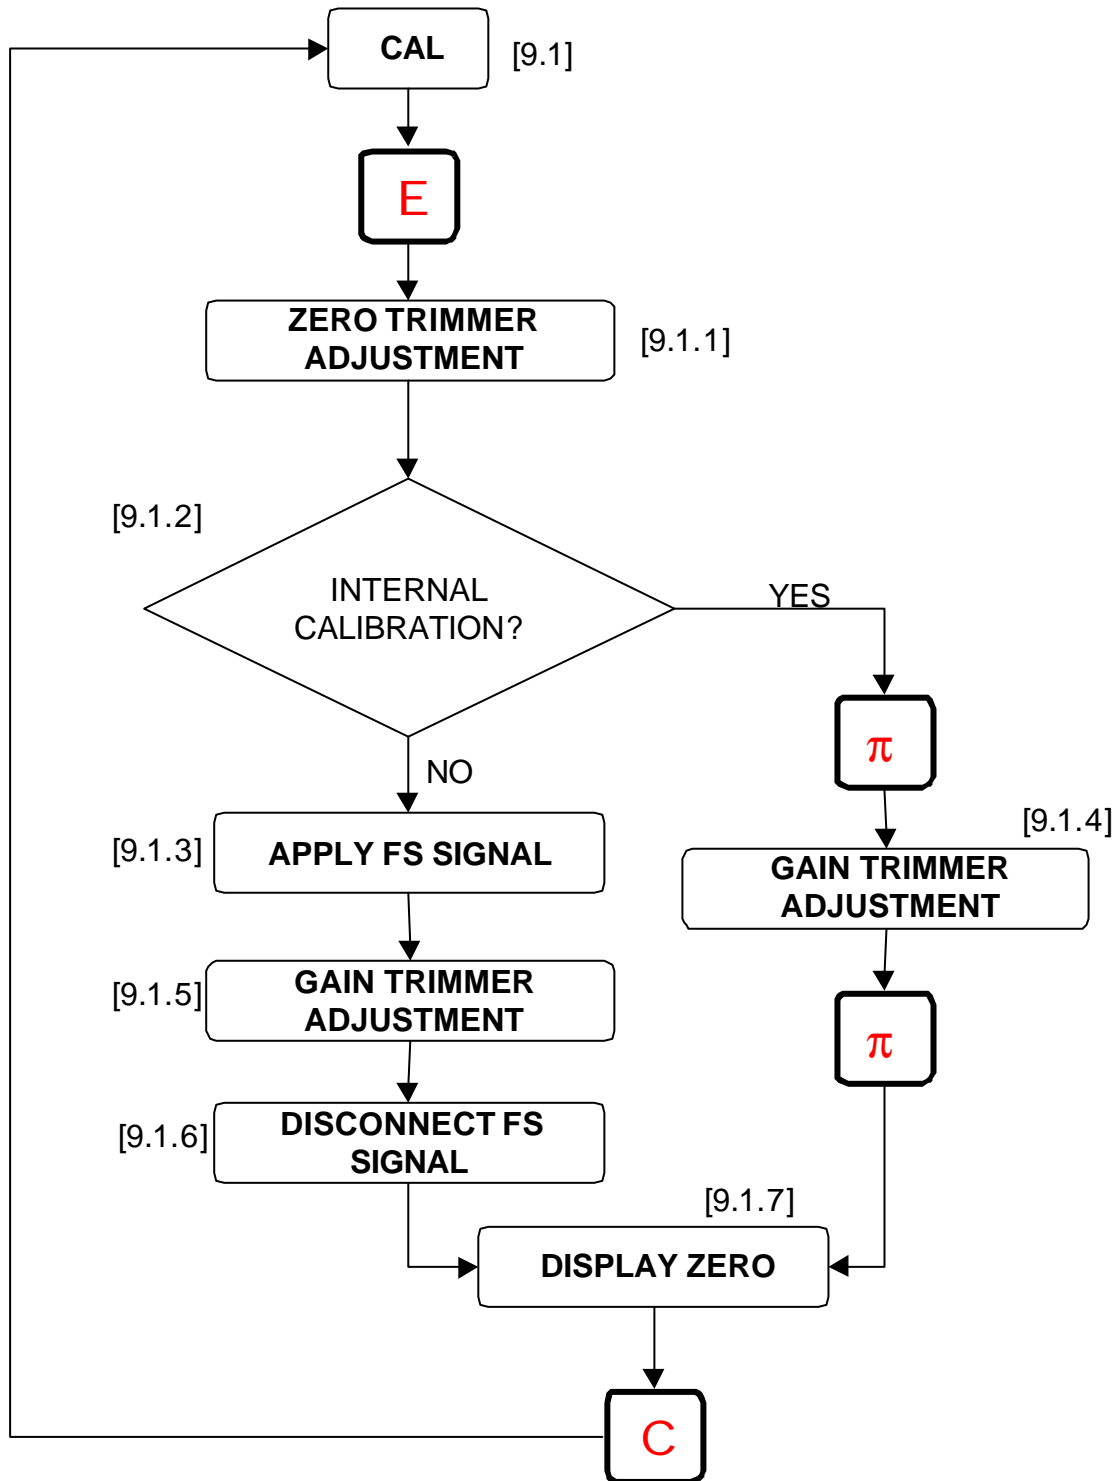 CAL
[9.1]
E
ZERO TRIMMER
ADJUSTMENT
[9.1.1]
[9.1.2]
INTERNAL
CALIBRATION?
YES
NO
π
[9.1.3]
APPLY FS SIGNAL
[9.1.4]
GAIN TRIMMER
ADJUSTMENT
[9.1.5]
GAIN TRIMMER
ADJUSTMENT
π
[9.1.6]
DISCONNECT FS
SIGNAL
[9.1.7]
DISPLAY ZERO
C